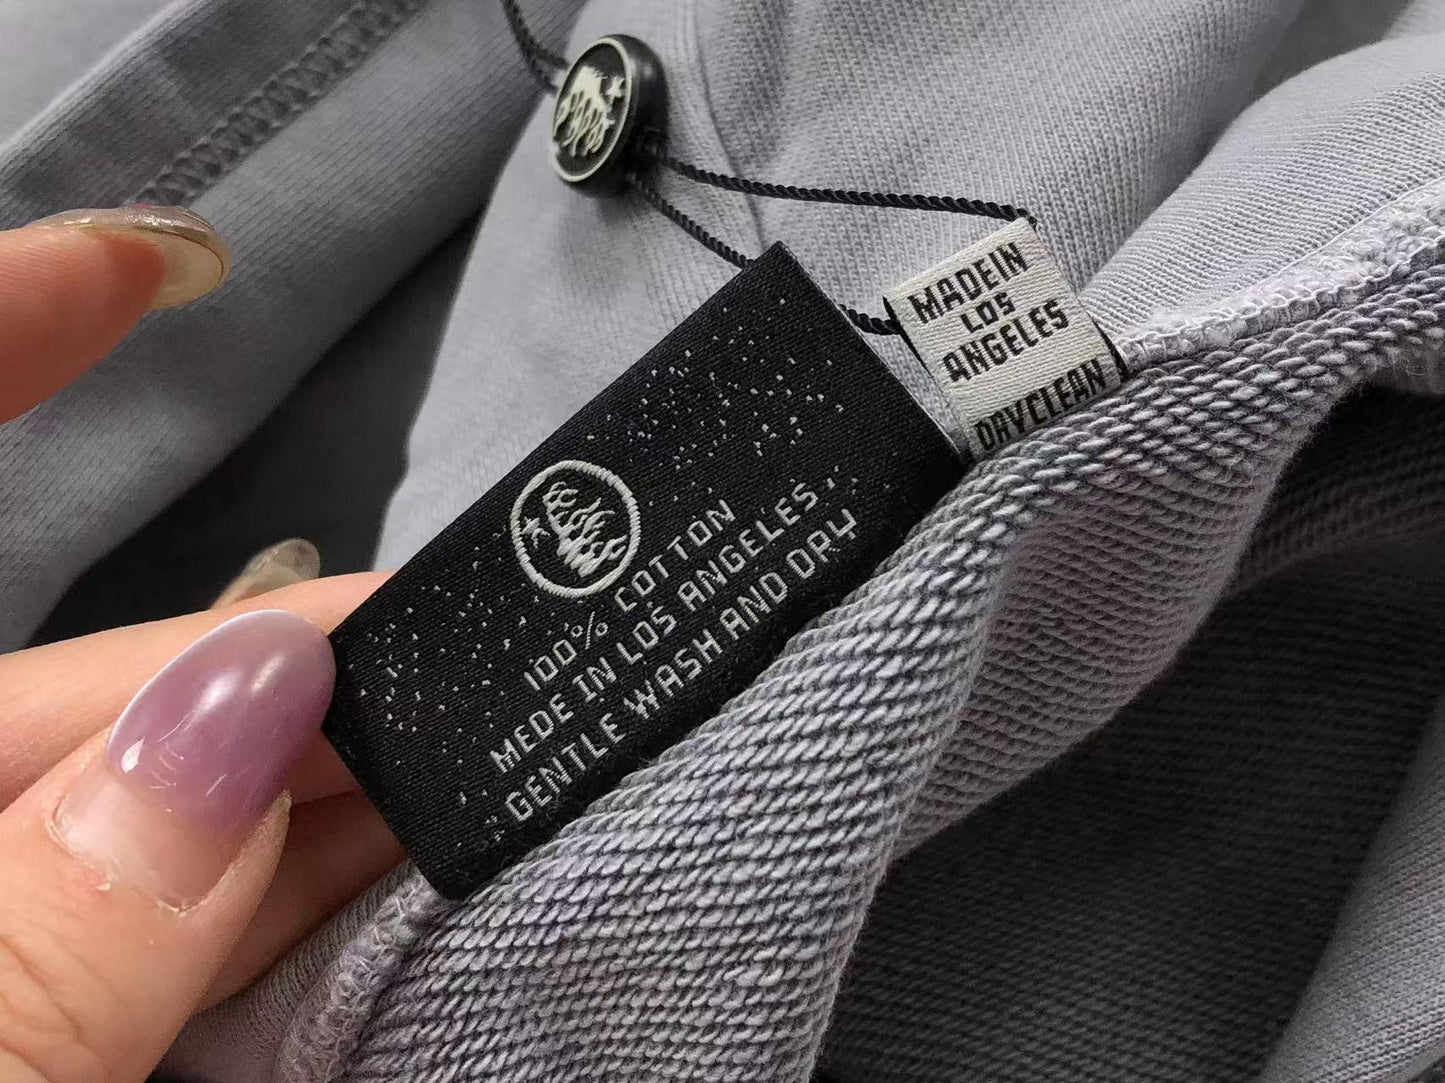 MADEIN
LOS
ANGELES
DRYCLEAN
100% COTTON
MEDE IN LOS ANGELES
GENTLE WASH AND DRY